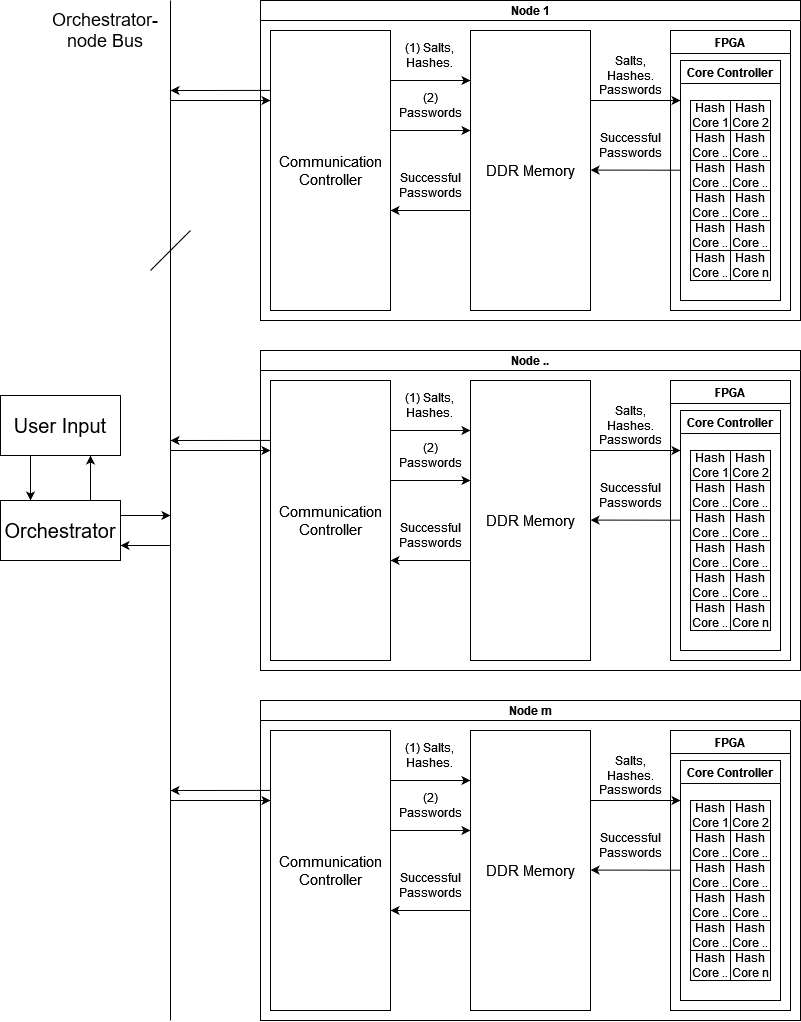 Orchestrator-
node Bus
Node 1
Communication
Controller
(1) Salts,
Hashes.
(2)
Passwords
Successful
Passwords
DDR Memory
Salts,
Hashes.
Passwords
Successful
Passwords
FPGA
Core Controller
Hash Core 1
Hash Core 2
Hash Core ..
Hash Core ..
Hash Core ..
Hash Core ..
Hash Core ..
Hash Core ..
Hash Core ..
Hash Core ..
Hash Core ..
Hash Core n
User Input
Orchestrator
Node ..
Communication
Controller
(1) Salts,
Hashes.
(2)
Passwords
Successful
Passwords
DDR Memory
Salts,
Hashes.
Passwords
Successful
Passwords
FPGA
Core Controller
Hash Core 1
Hash Core 2
Hash Core ..
Hash Core ..
Hash Core ..
Hash Core ..
Hash Core ..
Hash Core ..
Hash Core ..
Hash Core ..
Hash Core ..
Hash Core n
Node m
Communication
Controller
(1) Salts,
Hashes.
(2)
Passwords
Successful
Passwords
DDR Memory
Salts,
Hashes.
Passwords
Successful
Passwords
FPGA
Core Controller
Hash Core 1
Hash Core 2
Hash Core ..
Hash Core ..
Hash Core ..
Hash Core ..
Hash Core ..
Hash Core ..
Hash Core ..
Hash Core ..
Hash Core ..
Hash Core n